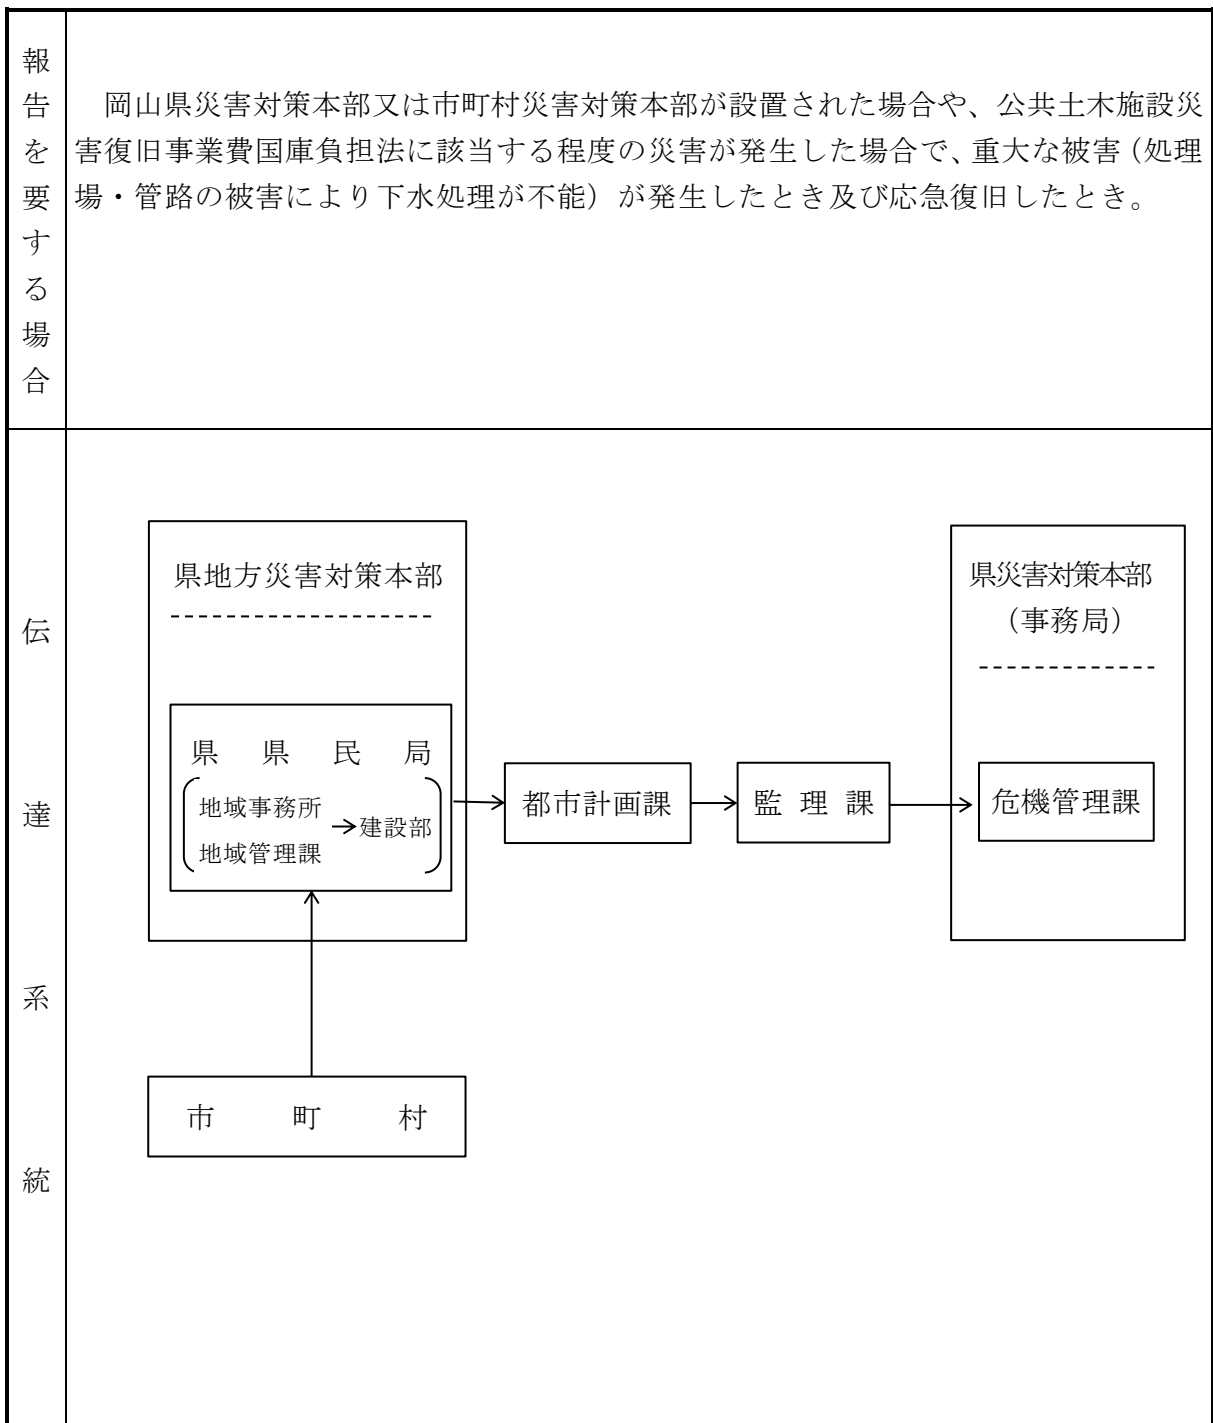 報告を要する場合
岡山県災害対策本部又は市町村災害対策本部が設置された場合や、公共土木施設災
害復旧事業費国庫負担法に該当する程度の災害が発生した場合で、重大な被害(処理
場・管路の被害により下水処理が不能)が発生したとき及び応急復旧したとき。
伝達系統
県地方災害対策本部
県県民局
地域事務所
地域管理課
→建設部
都市計画課
監理課
県災害対策本部
(事務局)
危機管理課
市町村